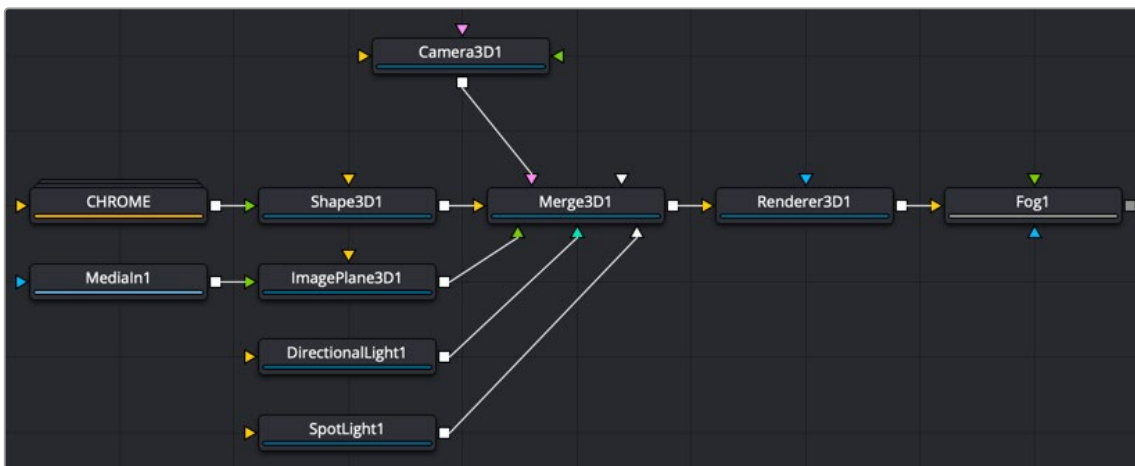 Camera3D1
CHROME
Shape3D1
Merge3D1
Renderer3D1
Fog1
MediaIn1
ImagePlane3D1
DirectionalLight1
SpotLight1